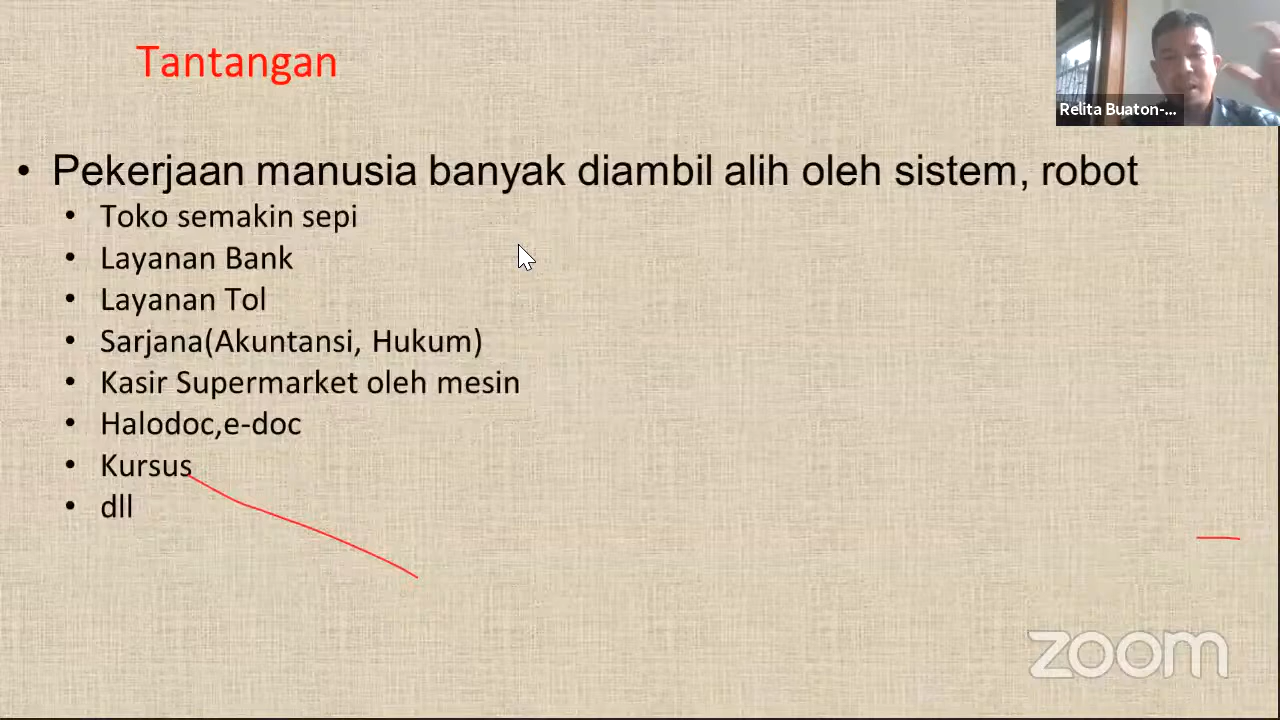 Tantangan
Relita Buaton-...
• Pekerjaan manusia banyak diambil alih oleh sistem, robot
• Toko semakin sepi
• Layanan Bank
• Layanan Tol
• Sarjana(Akuntansi, Hukum)
• Kasir Supermarket oleh mesin
• Halodoc,e-doc
• Kursus
• dll
zoom